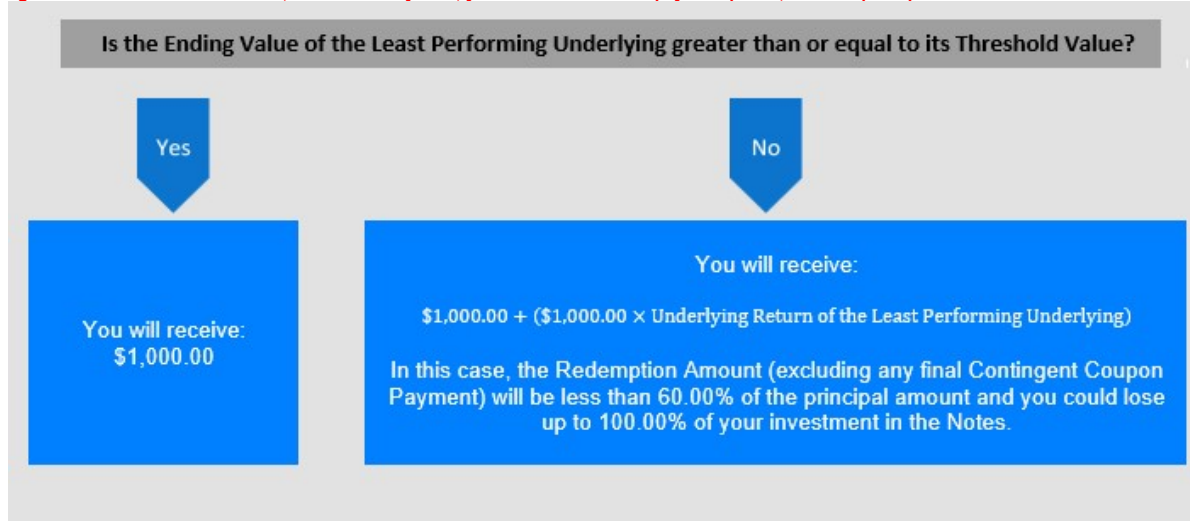 Is the Ending Value of the Least Performing Underlying greater than or equal to its Threshold Value?
Yes
No
You will receive:
$1,000.00
You will receive:
$1,000.00 + ($1,000.00 × Underlying Return of the Least Performing Underlying)
In this case, the Redemption Amount (excluding any final Contingent Coupon
Payment) will be less than 60.00% of the principal amount and you could lose
up to 100.00% of your investment in the Notes.